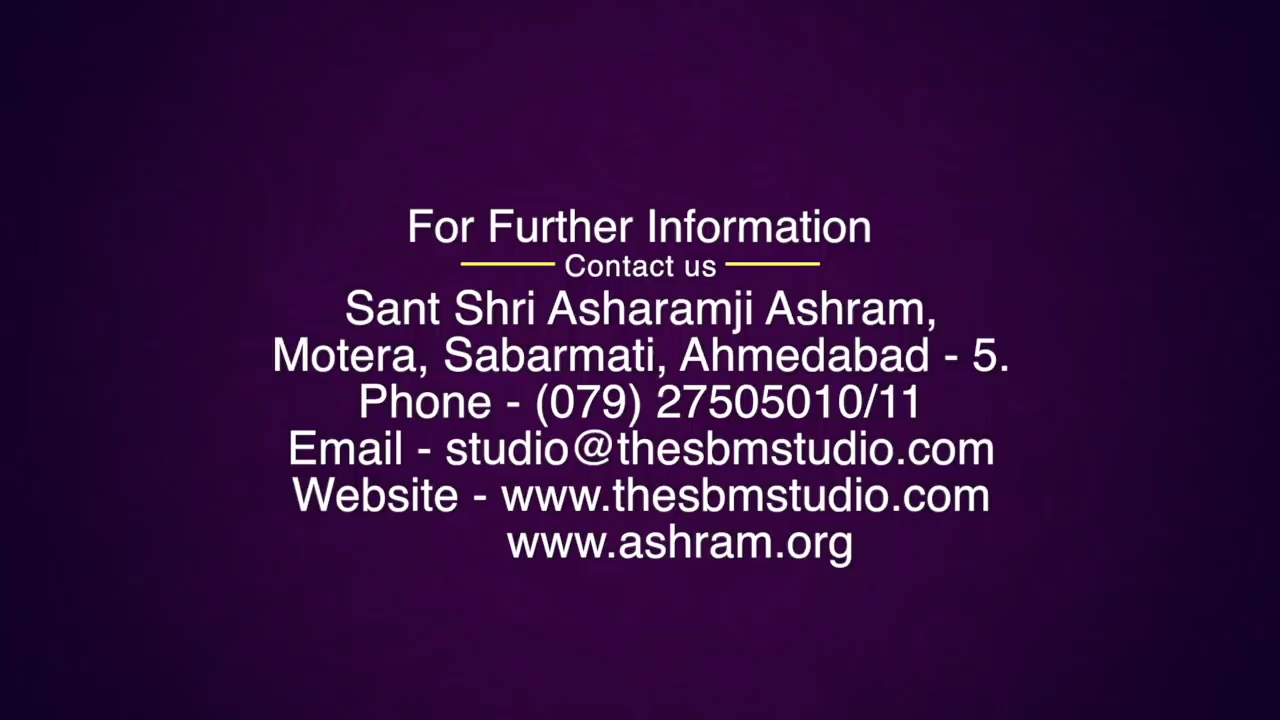 For Further Information
Contact us
Sant Shri Asharamji Ashram,
Motera, Sabarmati, Ahmedabad - 5.
Phone - (079) 27505010/11
Email - studio@thesbmstudio.com
Website - www.thesbmstudio.com
www.ashram.org